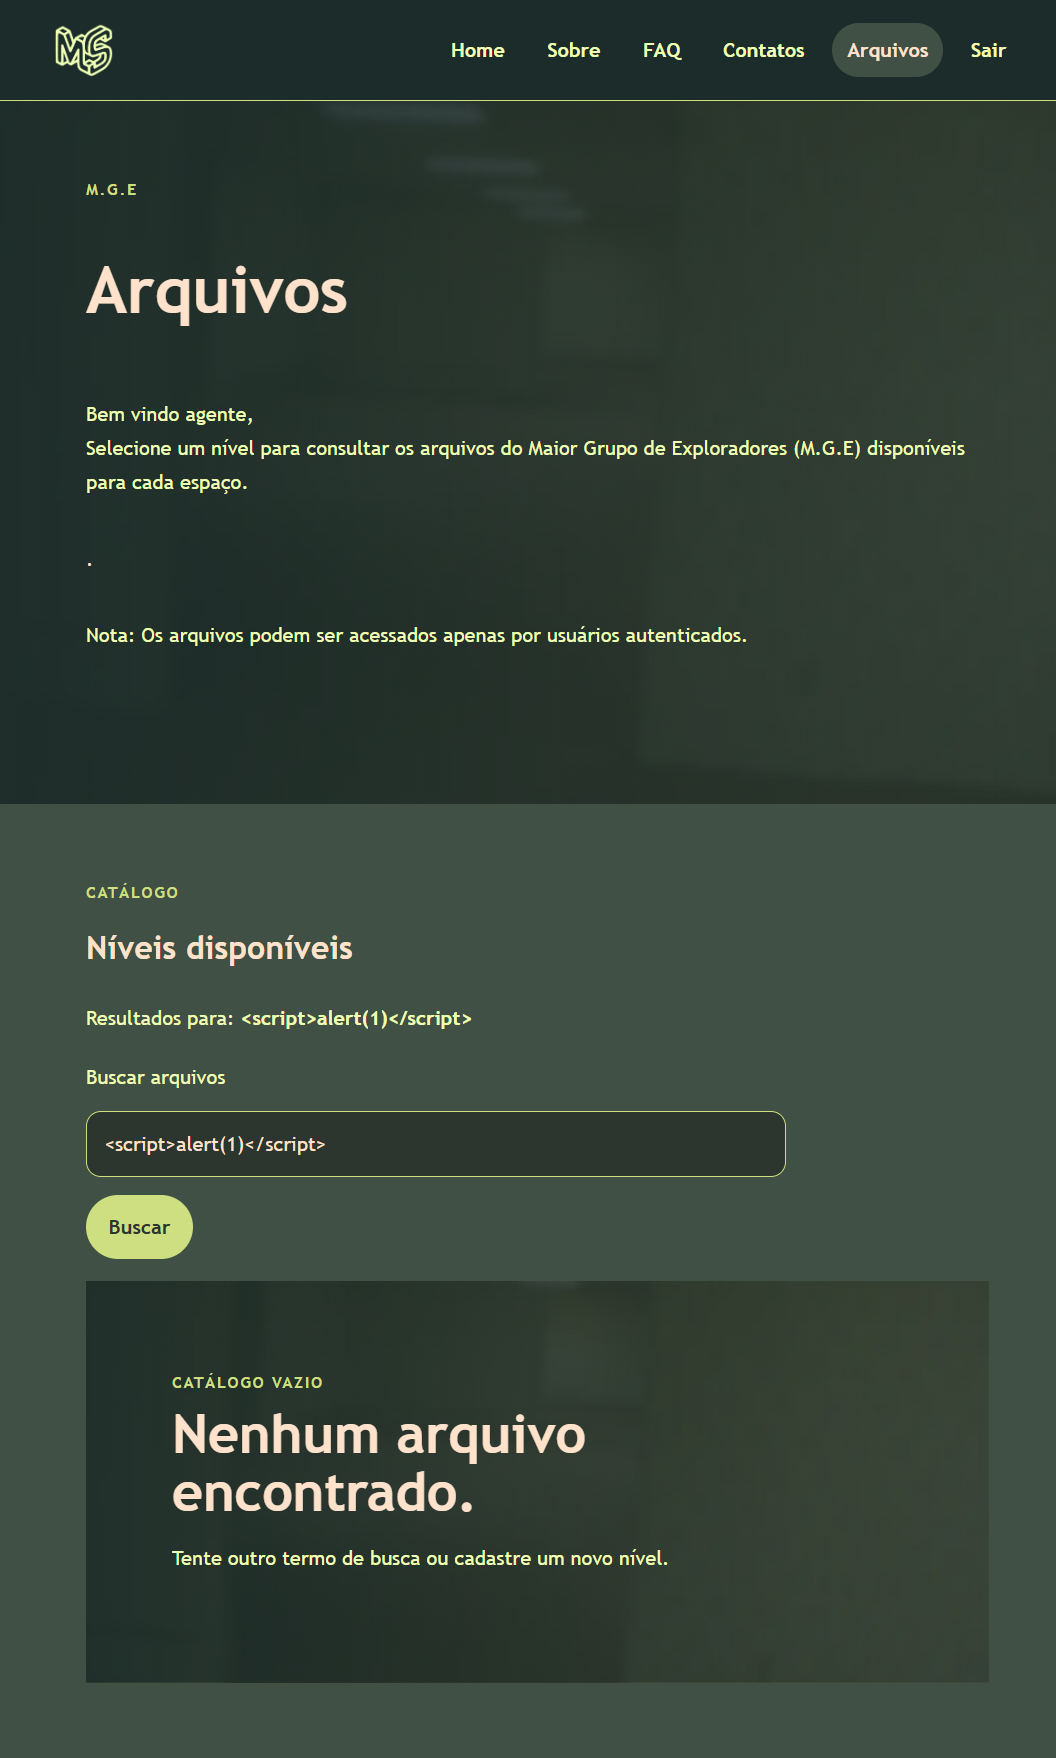 MS
Home Sobre FAQ Contatos Arquivos Sair
M.G.E
Arquivos
Bem vindo agente,
Selecione um nível para consultar os arquivos do Maior Grupo de Exploradores (M.G.E) disponíveis
para cada espaço.
.
Nota: Os arquivos podem ser acessados apenas por usuários autenticados.
CATÁLOGO
Níveis disponíveis
Resultados para: <script>alert(1)</script>
Buscar arquivos
<script>alert(1)</script>
Buscar
CATÁLOGO VAZIO
Nenhum arquivo
encontrado.
Tente outro termo de busca ou cadastre um novo nível.